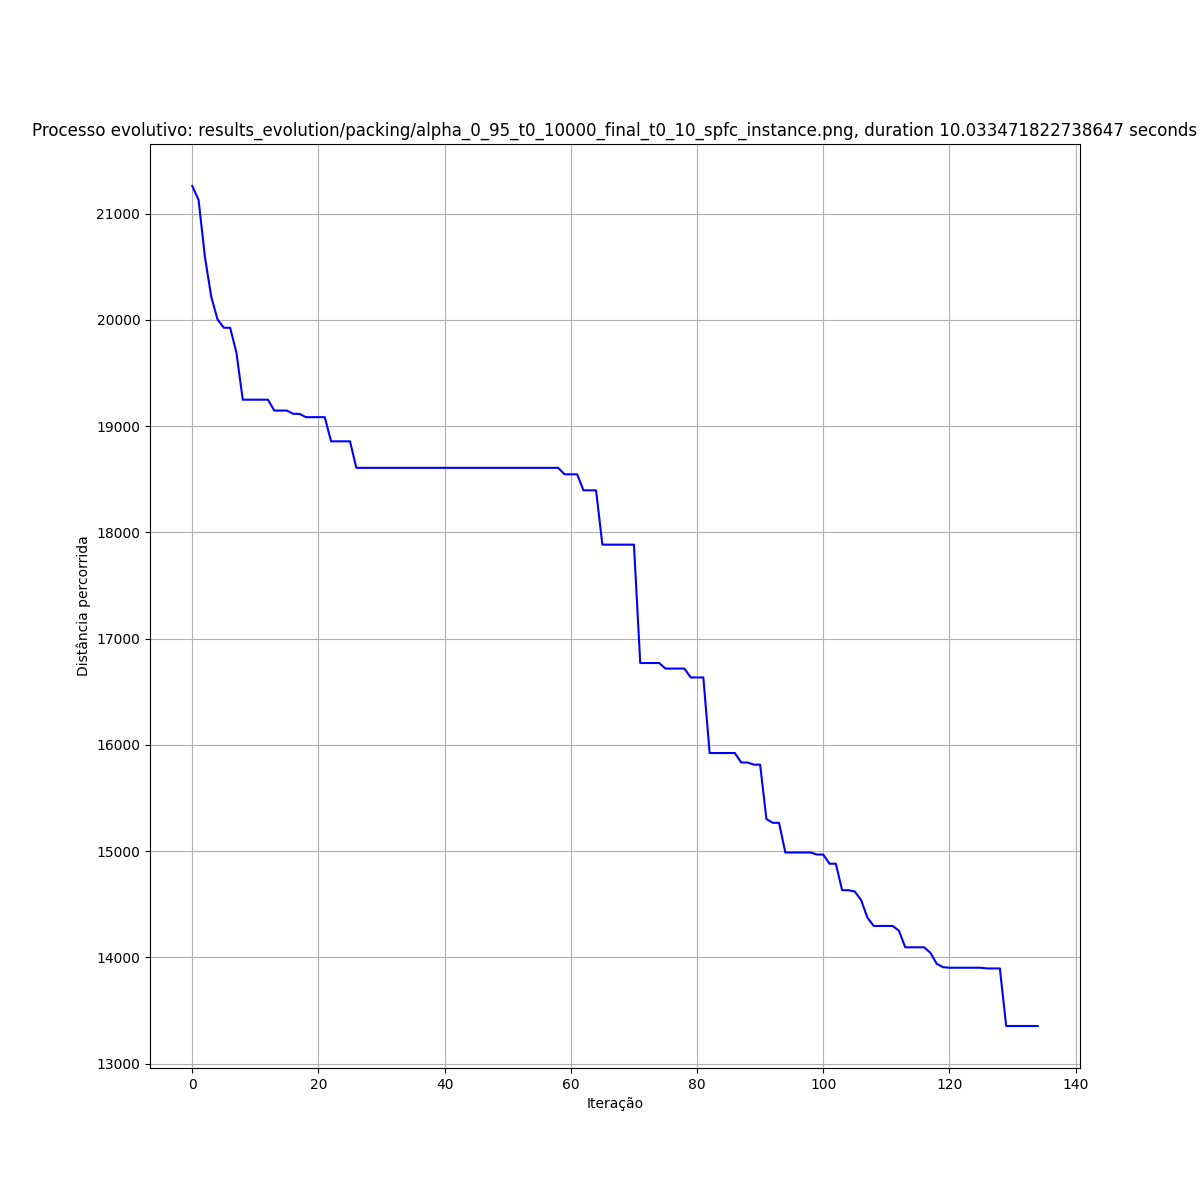 Processo evolutivo: results_evolution/packing/alpha_0_95_t0_10000_final_t0_10_spfc_instance.png, duration 10.033471822738647 seconds
21000
20000
19000
18000
17000
16000
15000
14000
13000
Distância percorrida
0 20 40 60 80 100 120 140
Iteração